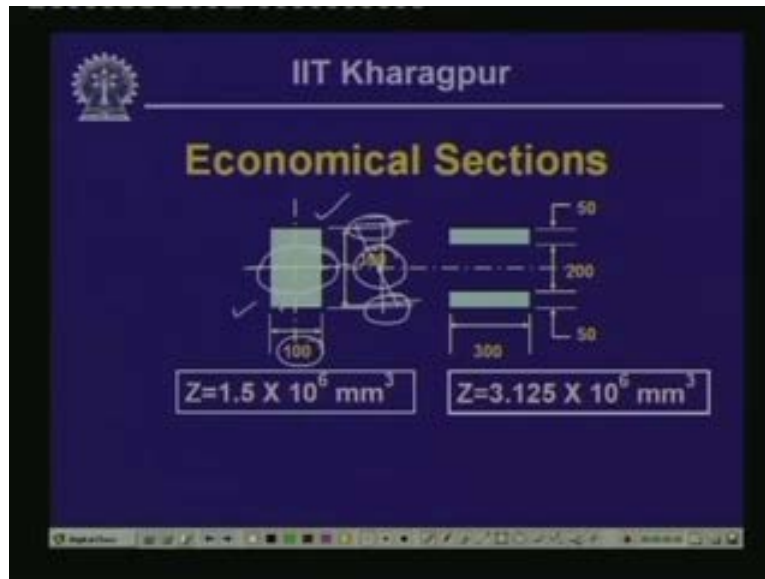 IIT Kharagpur
Economical Sections
50
200
50
100
300
Z=1.5 X 10⁶ mm³
Z=3.125 X 10⁶ mm³